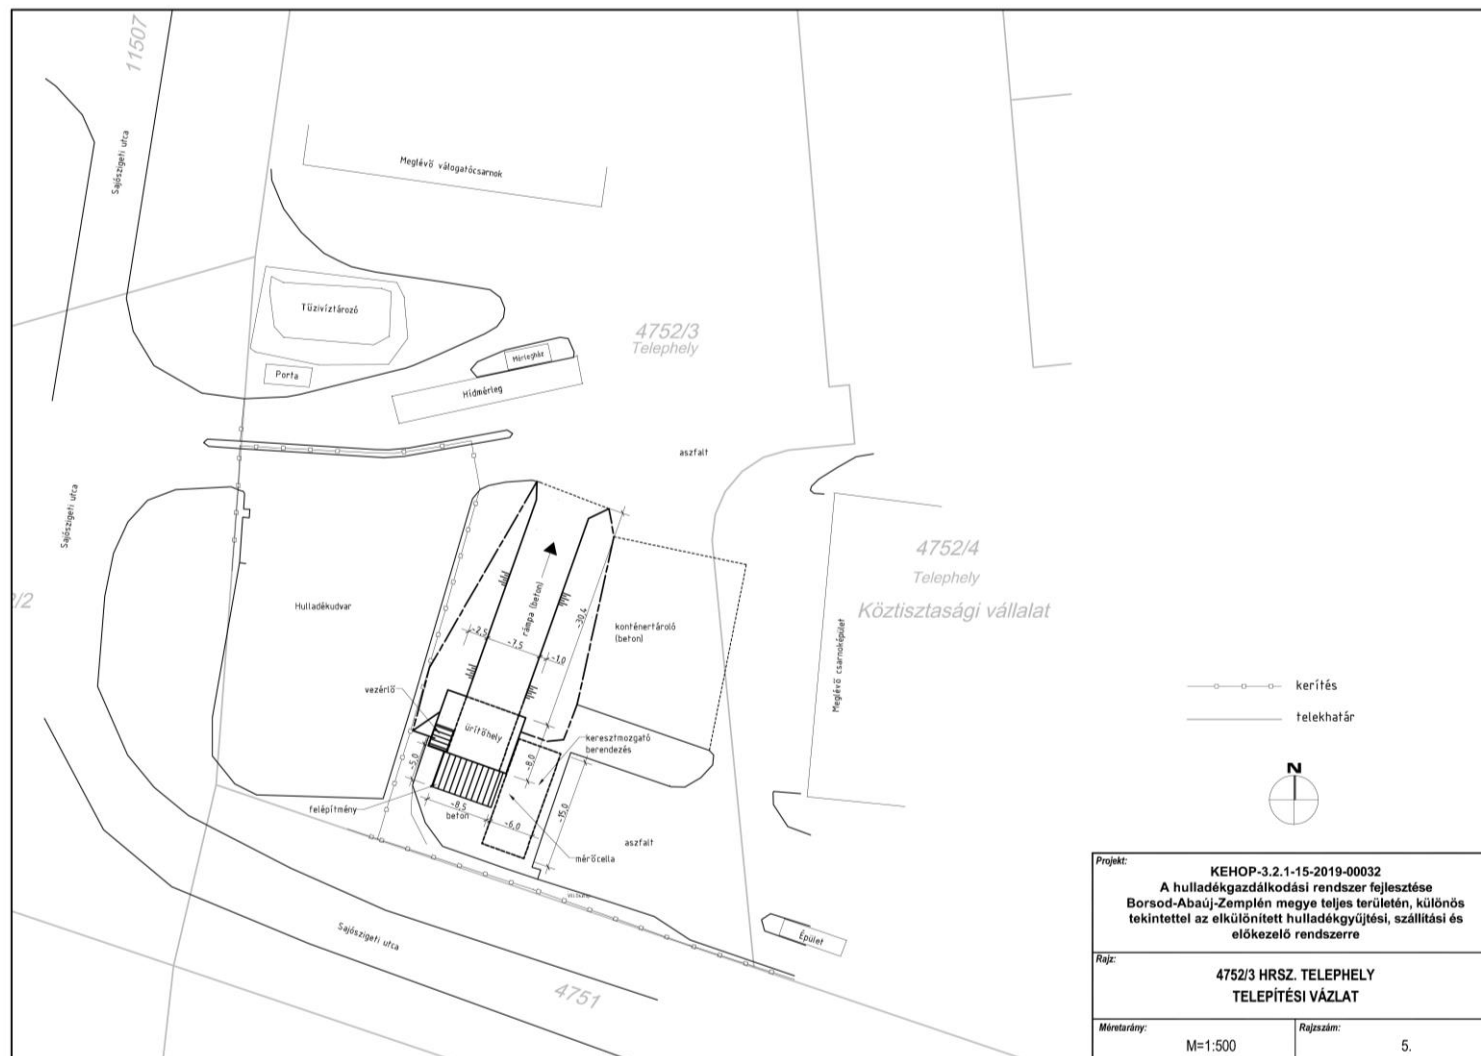 11507
Sajószigeti utca
Meglévő válogatócsarnok
Tűzivíztározó
Porta
4752/3
Telephely
Mérlegház
Hídmérleg
aszfalt
Sajószigeti utca
Hulladékudvar
rámpa (beton)
~30,4
~2,5
~7,5
~1,0
konténertároló
(beton)
4752/4
Telephely
Köztisztasági vállalat
Meglévő csarnoképület
vezérlő
ürítőhely
keresztmozgató
berendezés
~5,0
~8,0
felépítmény
~8,5
beton
~6,0
~15,0
aszfalt
mérőcella
Épület
Sajószigeti utca
4751
kerítés
telekhatár
N
Projekt:
KEHOP-3.2.1-15-2019-00032
A hulladékgazdálkodási rendszer fejlesztése
Borsod-Abaúj-Zemplén megye teljes területén, különös
tekintettel az elkülönített hulladékgyűjtési, szállítási és
előkezelő rendszerre
Rajz:
4752/3 HRSZ. TELEPHELY
TELEPÍTÉSI VÁZLAT
Méretarány:
M=1:500
Rajzszám:
5.